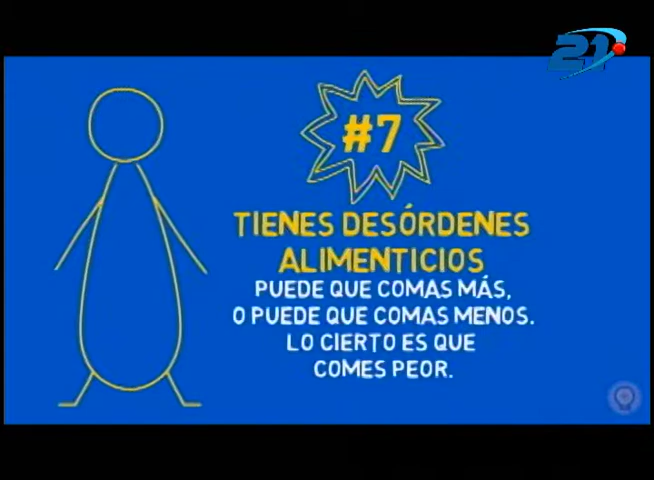 21
#7
TIENES DESÓRDENES
ALIMENTICIOS
PUEDE QUE COMAS MÁS,
O PUEDE QUE COMAS MENOS.
LO CIERTO ES QUE
COMES PEOR.